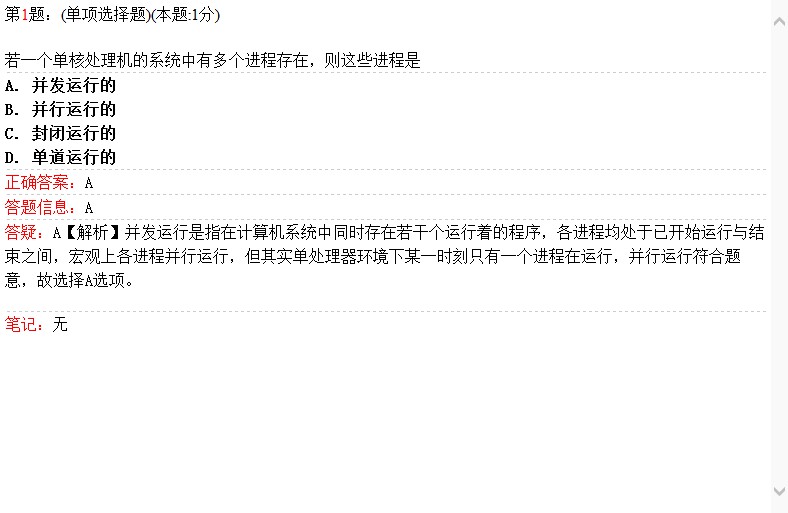 第1题：(单项选择题)(本题:1分)
若一个单核处理机的系统中有多个进程存在，则这些进程是
A. 并发运行的
B. 并行运行的
C. 封闭运行的
D. 单道运行的
正确答案：A
答题信息：A
答疑：A【解析】并发运行是指在计算机系统中同时存在若干个运行着的程序，各进程均处于已开始运行与结
束之间，宏观上各进程并行运行，但其实单处理器环境下某一时刻只有一个进程在运行，并行运行符合题
意，故选择A选项。
笔记：无